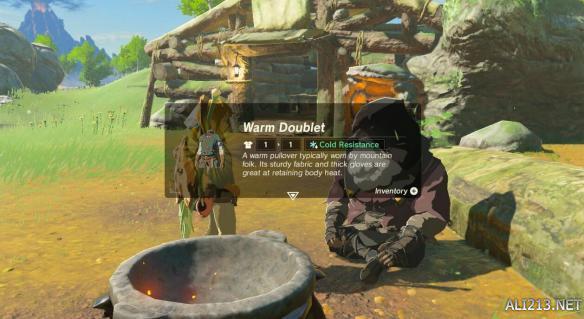 Warm Doublet
1 › 1 Cold Resistance
A warm pullover typically worn by mountain
folk. Its sturdy fabric and thick gloves are
great at retaining body heat.
Inventory
ALI213.NET